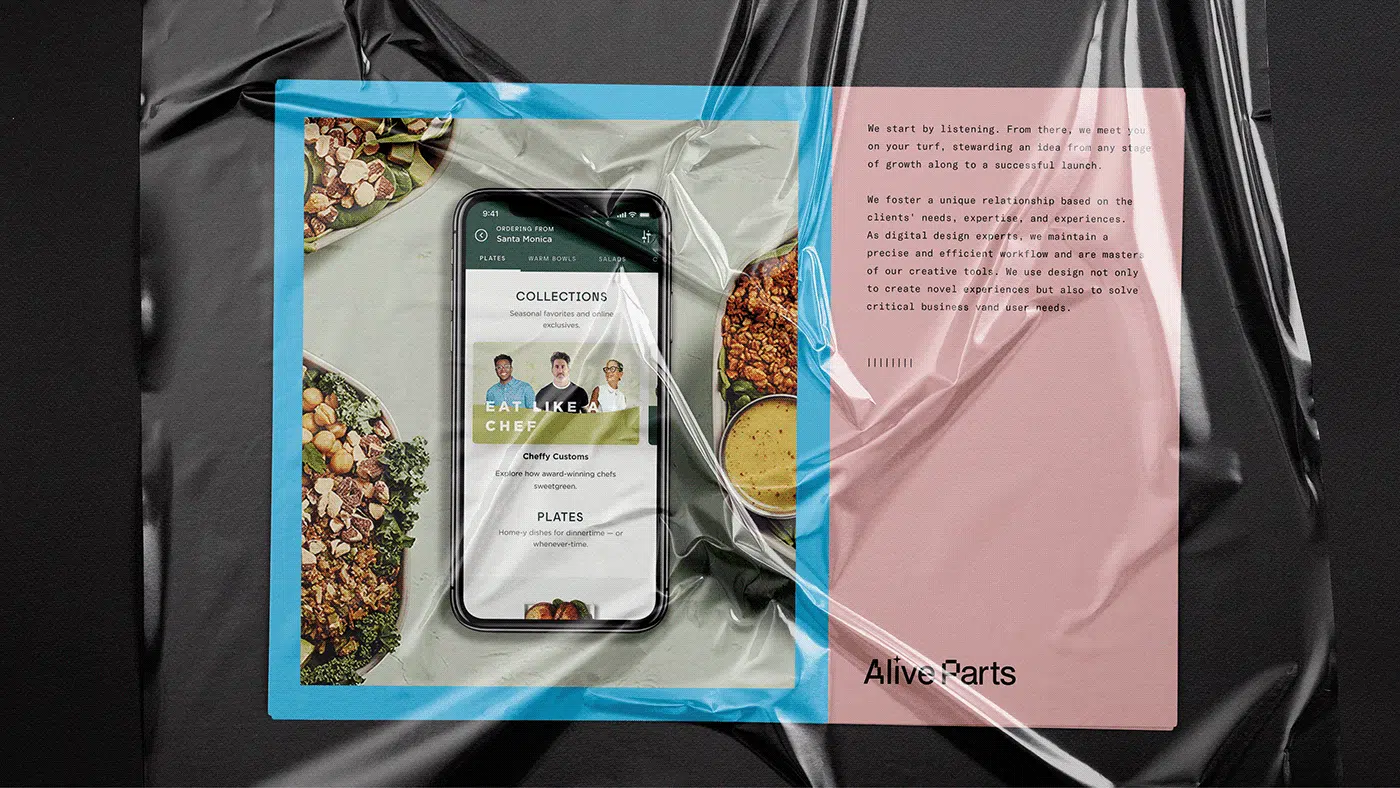 9:41
ORDERING FROM
Santa Monica
PLATES WARM BOWLS SALADS
COLLECTIONS
Seasonal favorites and online
exclusives.
EAT LIKE A
CHEF
Cheffy Customs
Explore how award-winning chefs
sweetgreen.
PLATES
Home-y dishes for dinnertime — or
whenever-time.
We start by listening. From there, we meet you
on your turf, stewarding an idea from any stage
of growth along to a successful launch.
We foster a unique relationship based on the
clients' needs, expertise, and experiences.
As digital design experts, we maintain a
precise and efficient workflow and are masters
of our creative tools. We use design not only
to create novel experiences but also to solve
critical business vand user needs.
Alive Parts